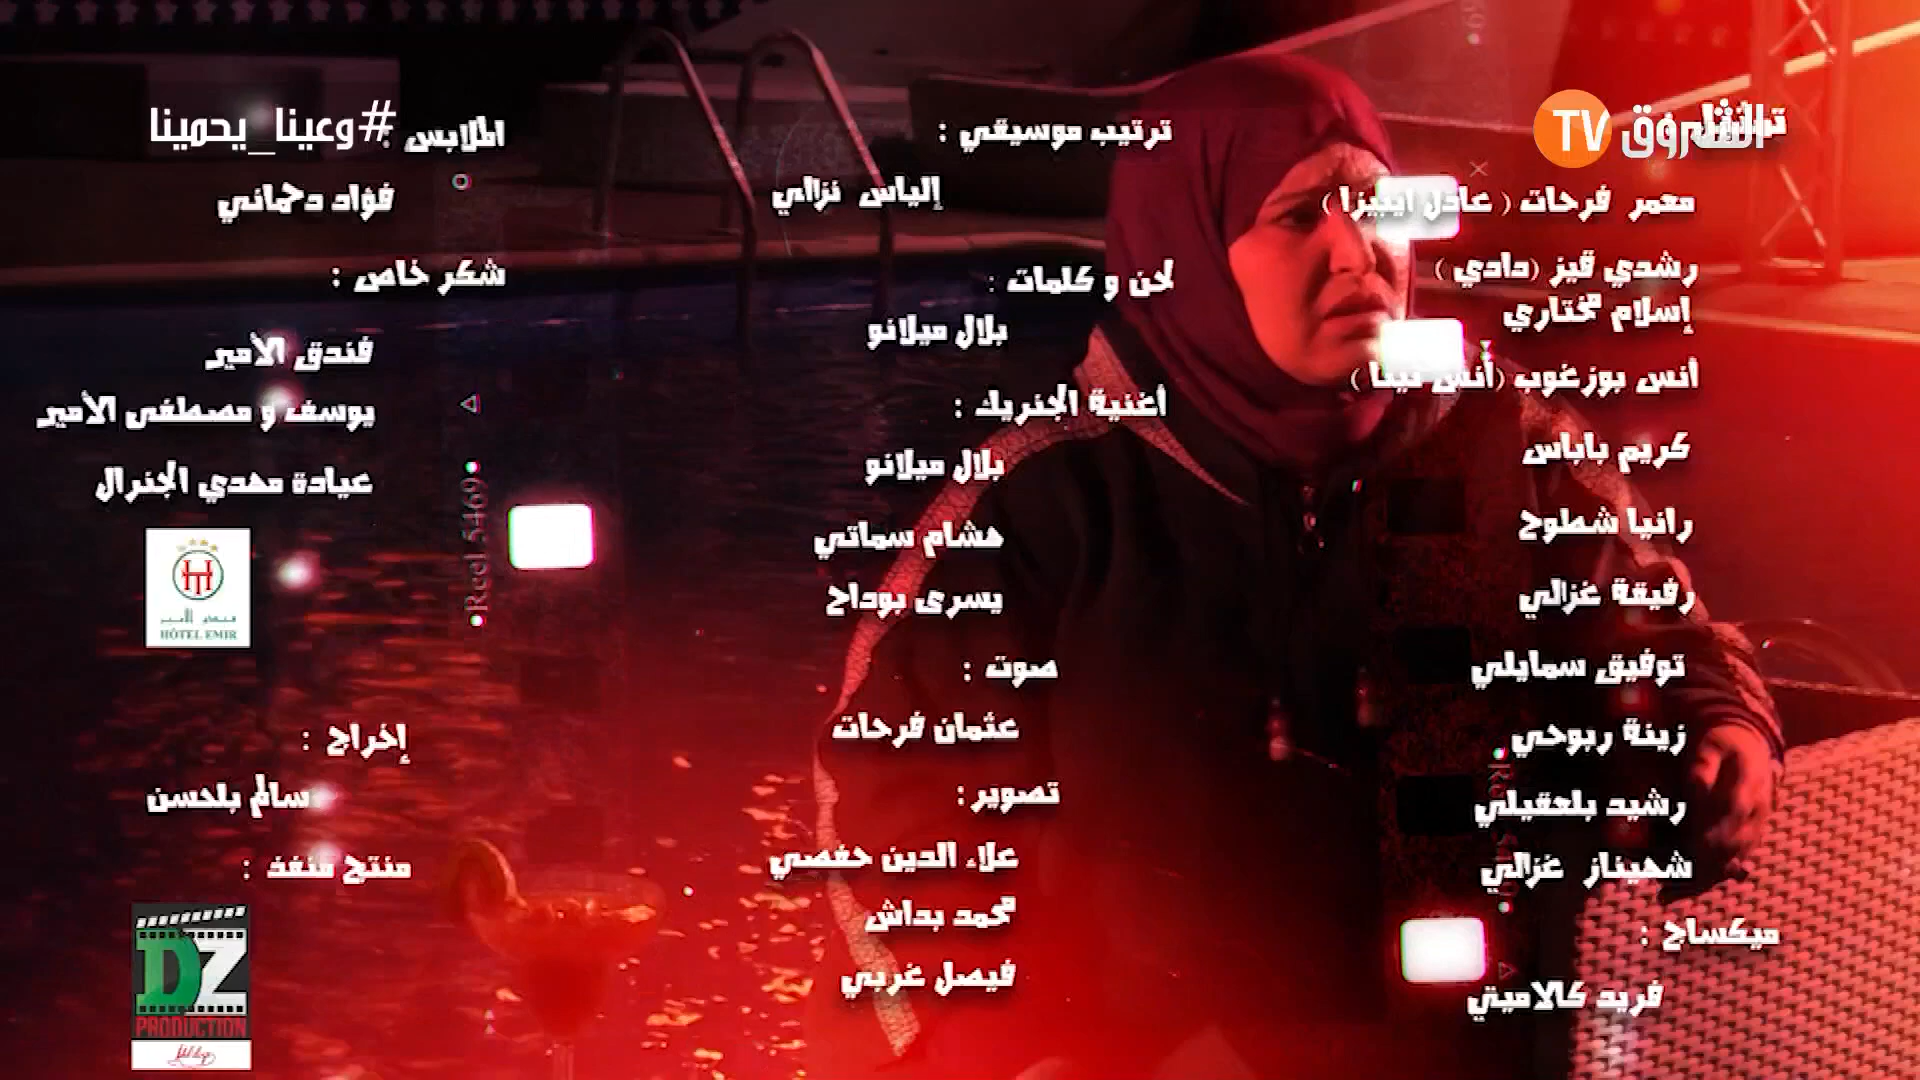 الشروق TV
معمر فرحات ( عادل ايبيزا )
رشدي ڨيز (دادي )
إسلام مختاري
أنس بوزغوب (أنس تينا )
كريم باباس
رانيا شطوح
رفيقة غزالي
توفيق سمايلي
زينة ربوحي
رشيد بلعقيلي
شهيناز غزالي
ميكساج :
فريد كالاميتي
ترتيب موسيقي :
إلياس نزالي
لحن و كلمات :
بلال ميلانو
أغنية الجنريك :
بلال ميلانو
هشام سماتي
يسرى بوداح
صوت :
عثمان فرحات
تصوير :
علاء الدين حفصي
محمد بداش
فيصل غربي
#وعينا_يحمينا
الملابس :
فؤاد دحماني
شكر خاص :
فندق الأمير
يوسف و مصطفى الأمير
عيادة مهدي الجنرال
فندق الأمير
HÔTEL EMIR
إخراج :
سالم بلحسن
منتج منفذ :
DZ
PRODUCTION
Reel 5469